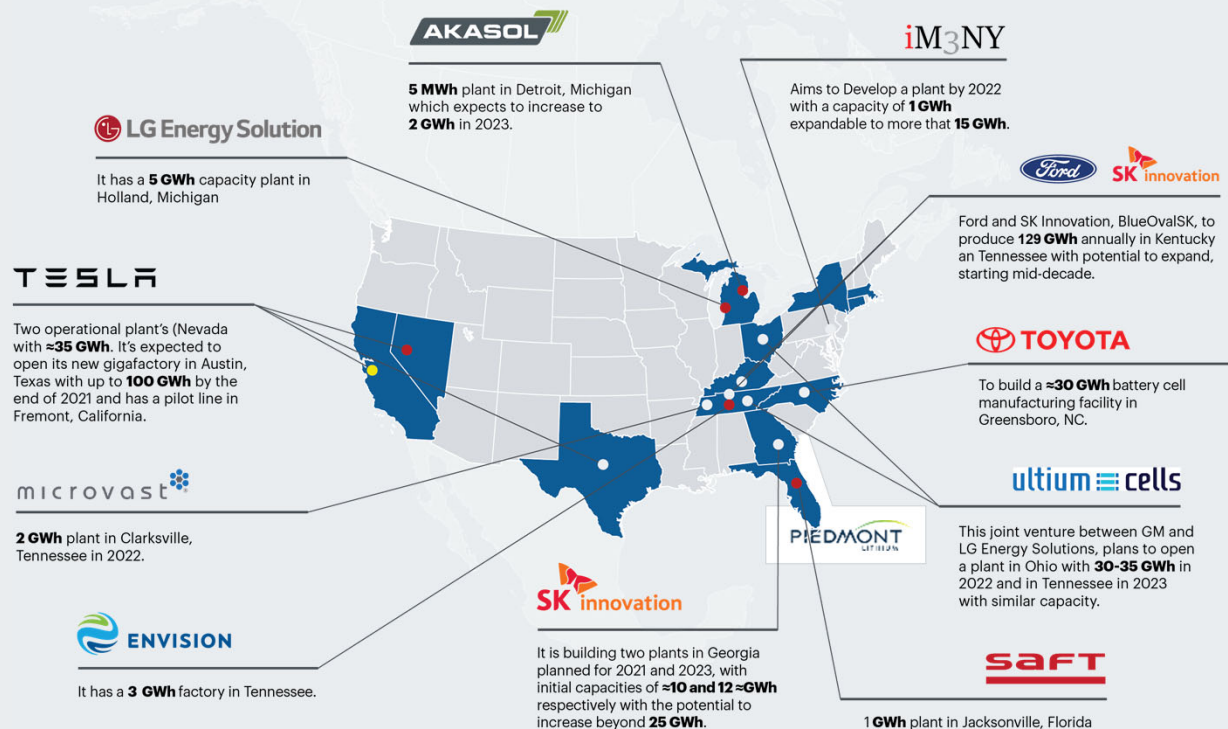 AKASOL
5 MWh plant in Detroit, Michigan
which expects to increase to
2 GWh in 2023.
iM3NY
Aims to Develop a plant by 2022
with a capacity of 1 GWh
expandable to more that 15 GWh.
LG Energy Solution
It has a 5 GWh capacity plant in
Holland, Michigan
Ford
SK innovation
Ford and SK Innovation, BlueOvalSK, to
produce 129 GWh annually in Kentucky
an Tennessee with potential to expand,
starting mid-decade.
TESLA
Two operational plant's (Nevada
with ≈35 GWh. It's expected to
open its new gigafactory in Austin,
Texas with up to 100 GWh by the
end of 2021 and has a pilot line in
Fremont, California.
TOYOTA
To build a ≈30 GWh battery cell
manufacturing facility in
Greensboro, NC.
microvast
2 GWh plant in Clarksville,
Tennessee in 2022.
ultium cells
This joint venture between GM and
LG Energy Solutions, plans to open
a plant in Ohio with 30-35 GWh in
2022 and in Tennessee in 2023
with similar capacity.
PIEDMONT
LITHIUM
ENVISION
It has a 3 GWh factory in Tennessee.
SK innovation
It is building two plants in Georgia
planned for 2021 and 2023, with
initial capacities of ≈10 and 12 ≈GWh
respectively with the potential to
increase beyond 25 GWh.
SAFT
1 GWh plant in Jacksonville, Florida